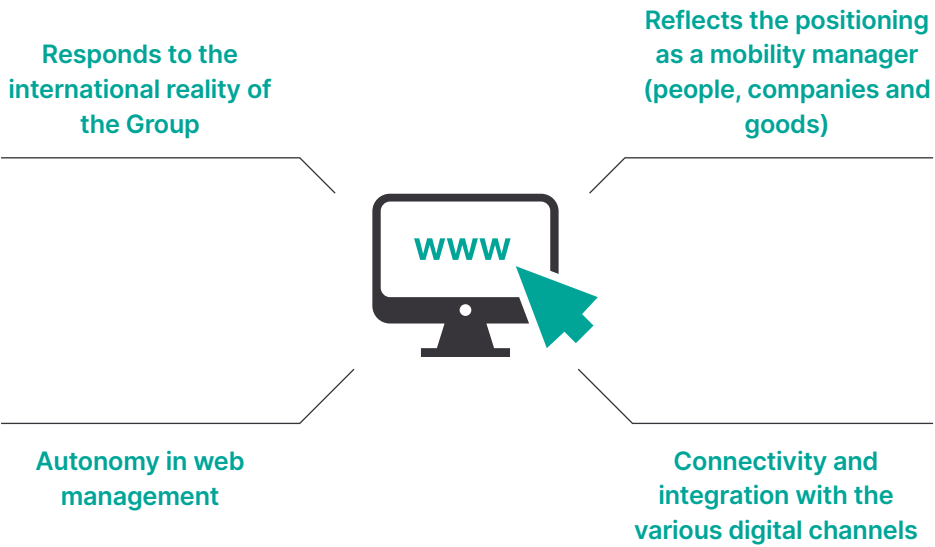 Responds to the
international reality of
the Group
Reflects the positioning
as a mobility manager
(people, companies and
goods)
www
Autonomy in web
management
Connectivity and
integration with the
various digital channels